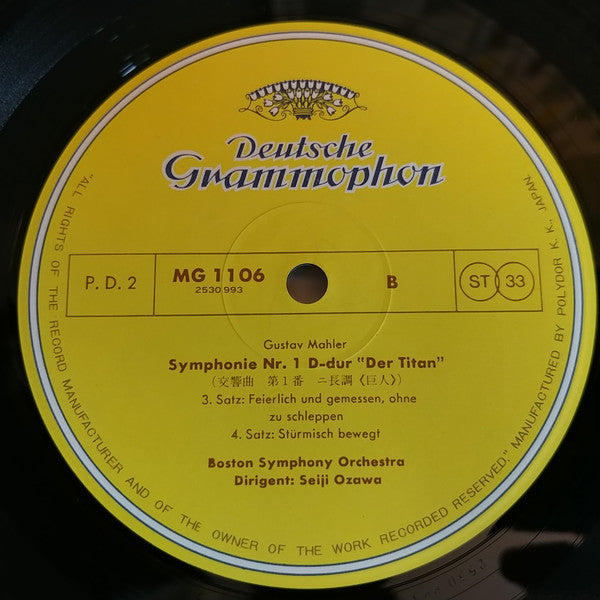 Deutsche
Grammophon
P. D. 2
MG 1106
2530 993
B
ST 33
Gustav Mahler
Symphonie Nr. 1 D-dur "Der Titan"
(交響曲 第1番 ニ長調〈巨人〉)
3. Satz: Feierlich und gemessen, ohne
zu schleppen
4. Satz: Stürmisch bewegt
Boston Symphony Orchestra
Dirigent: Seiji Ozawa
"ALL RIGHTS OF THE RECORD MANUFACTURER AND OF THE OWNER OF THE WORK RECORDED RESERVED." MANUFACTURED BY POLYDOR K. K., JAPAN.